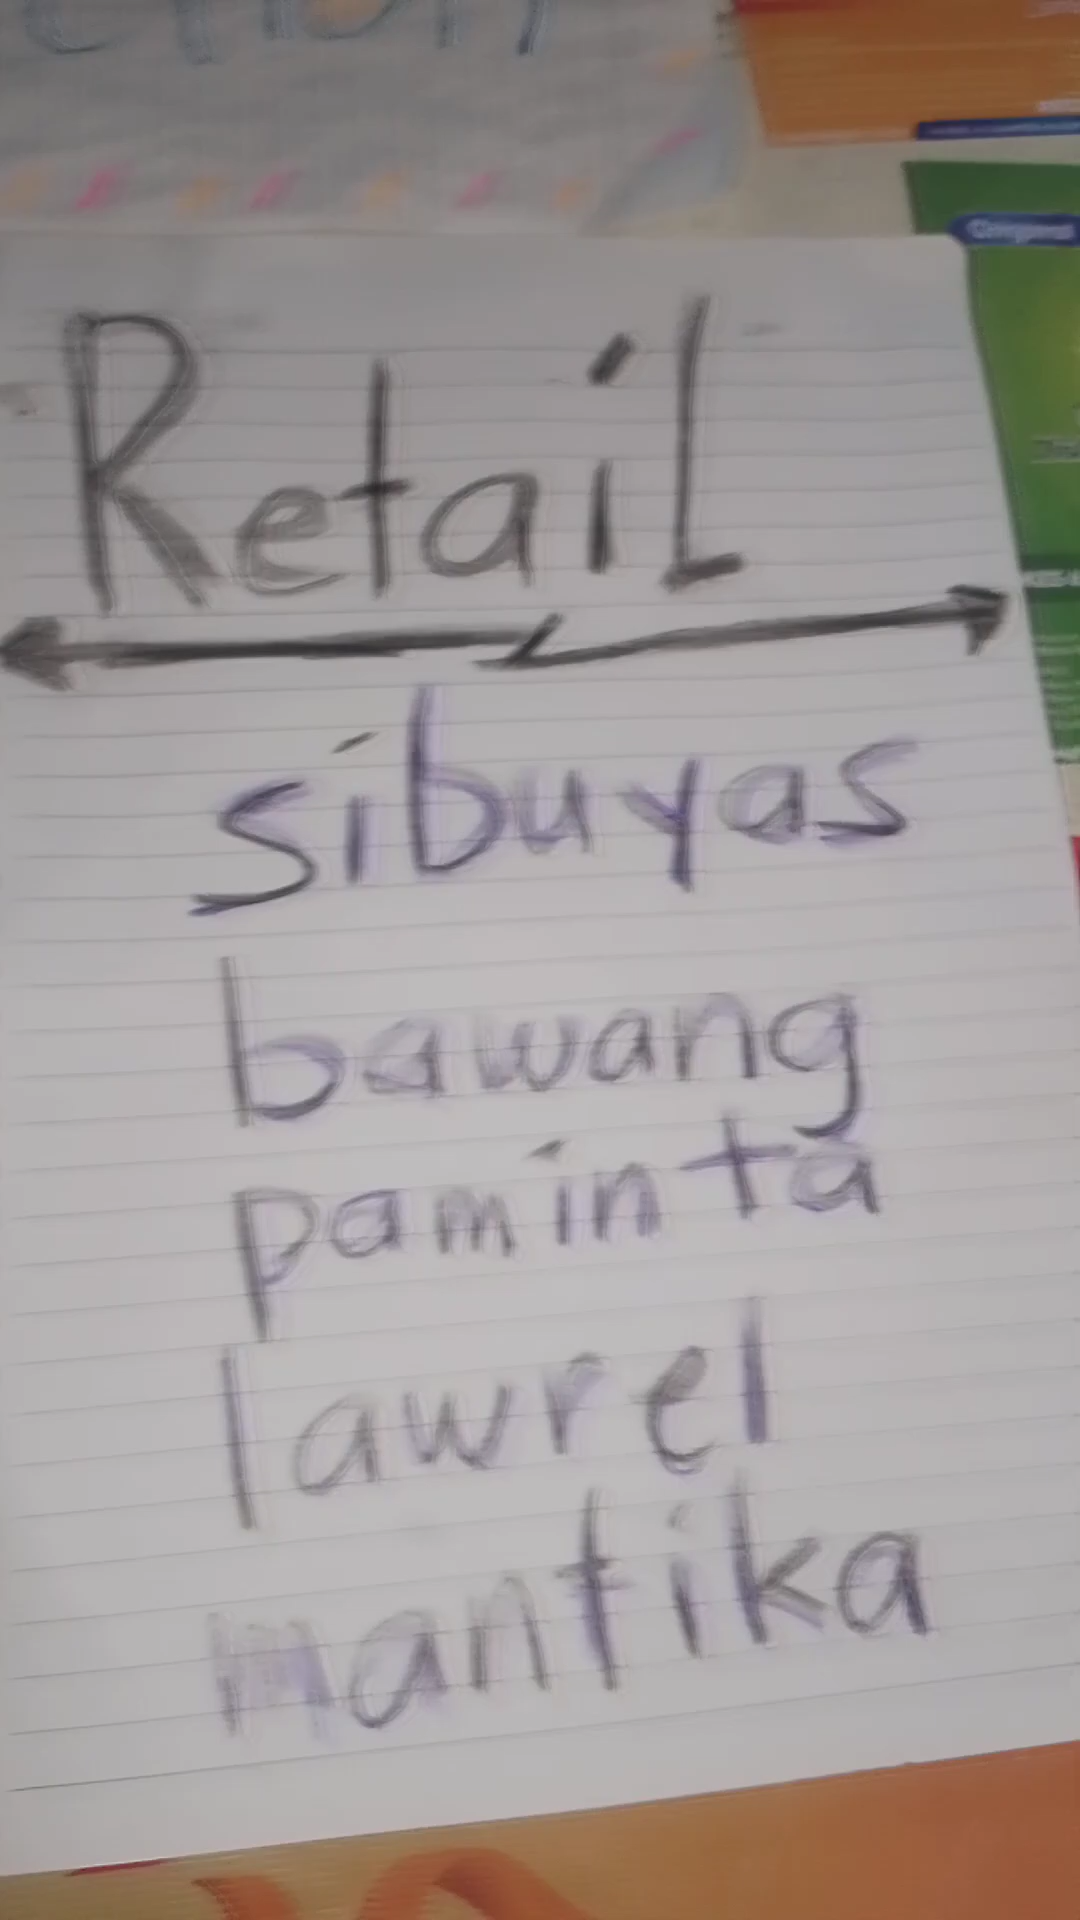 Retail
sibuyas
bawang
paminta
lawrel
mantika